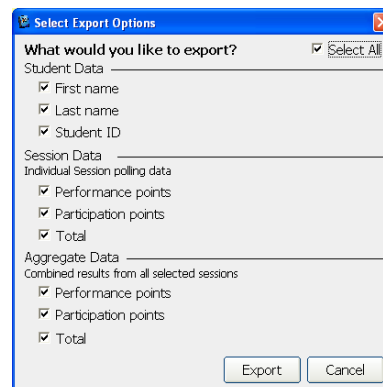 Select Export Options
What would you like to export? Select All
Student Data
First name
Last name
Student ID
Session Data
Individual Session polling data
Performance points
Participation points
Total
Aggregate Data
Combined results from all selected sessions
Performance points
Participation points
Total
Export Cancel